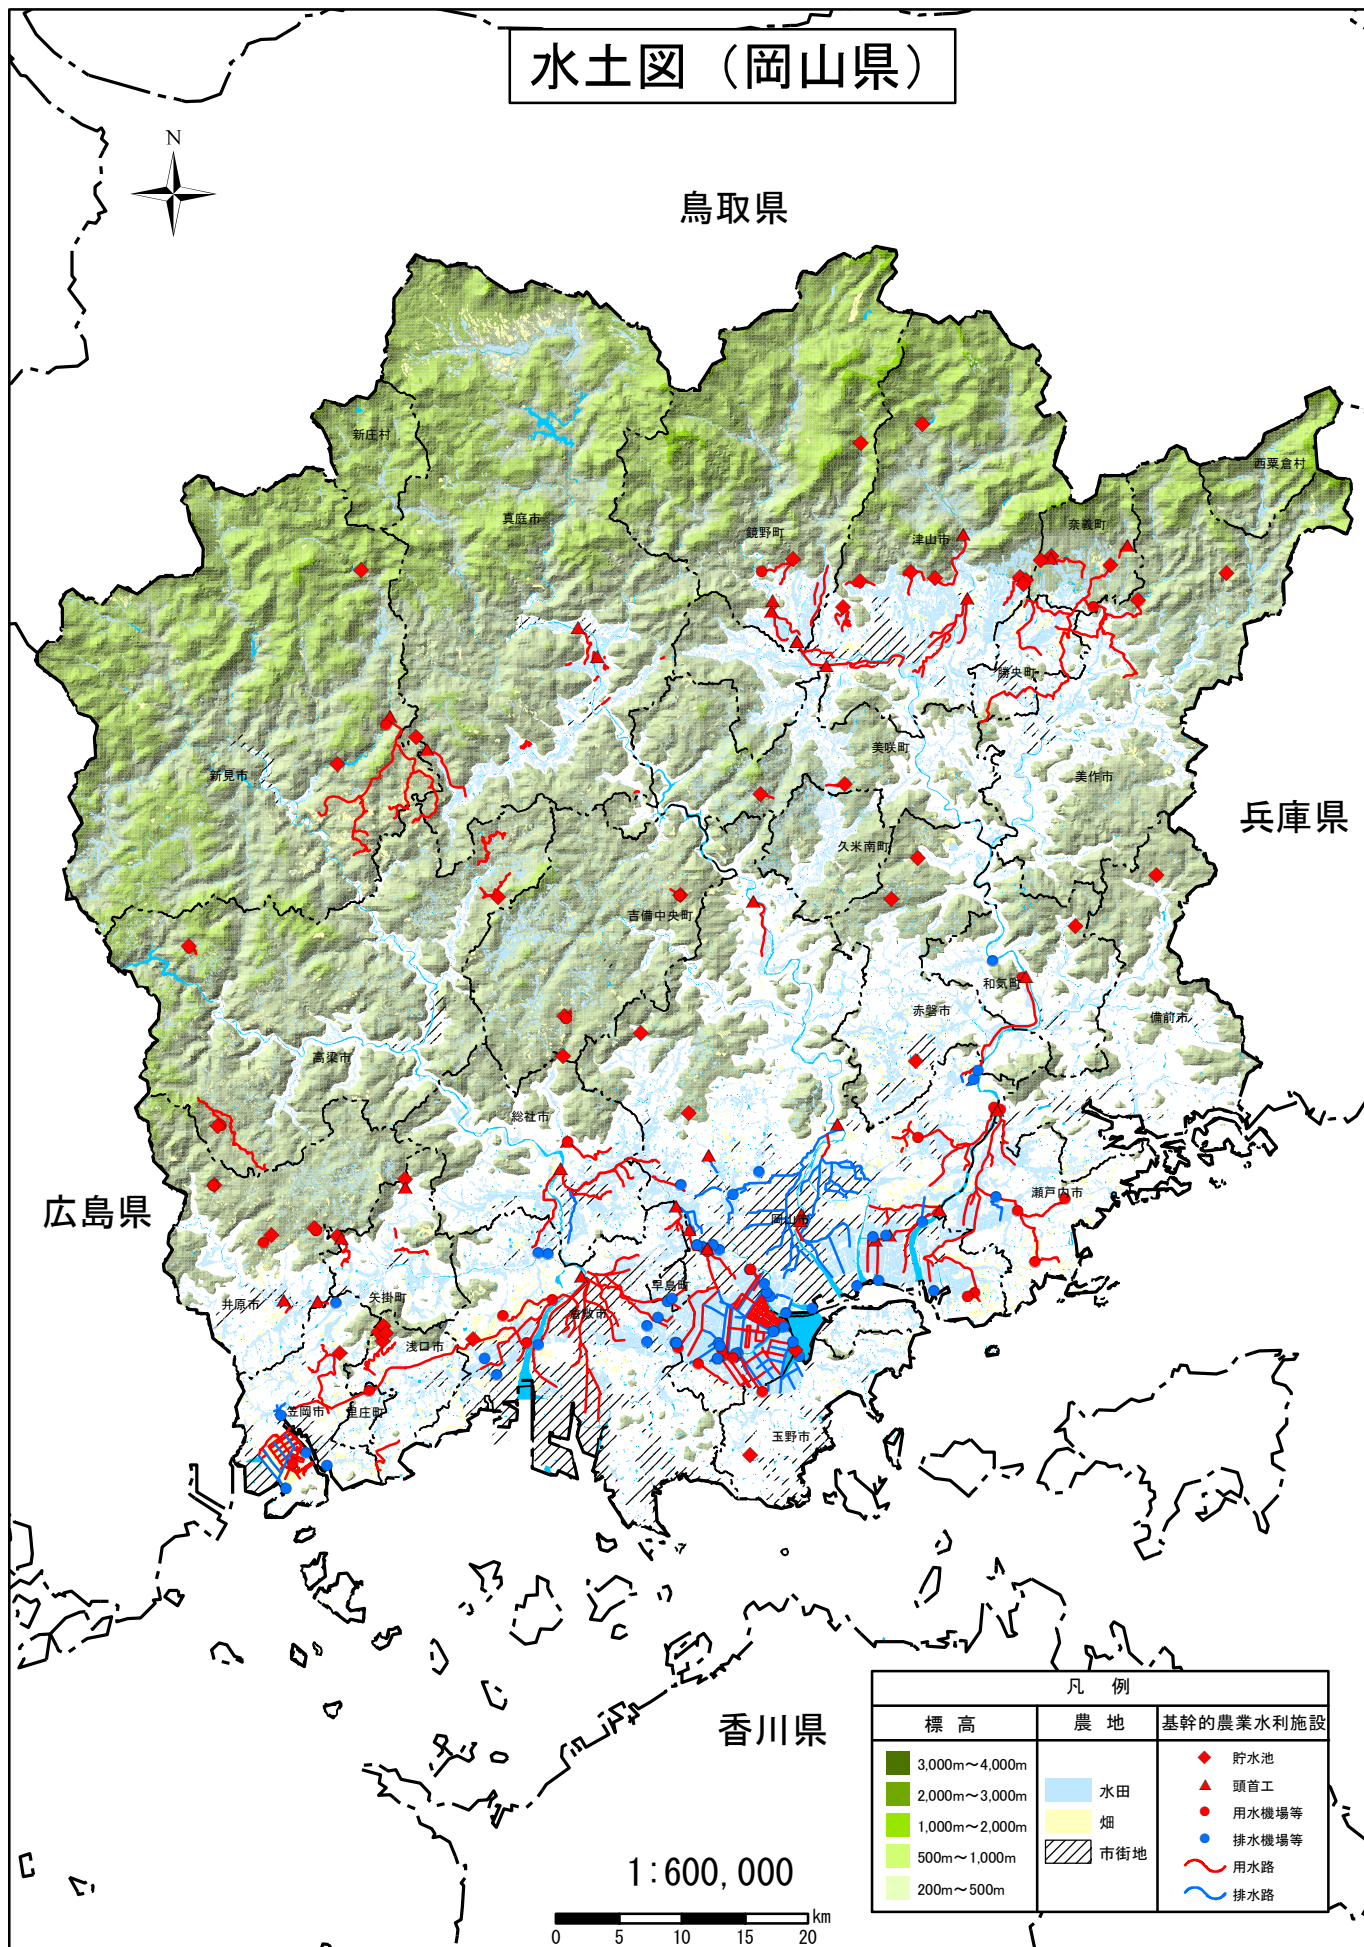 水土図（岡山県）
N
鳥取県
新庄村
西粟倉村
真庭市
鏡野町
津山市
奈義町
勝央町
新見市
美咲町
美作市
兵庫県
久米南町
吉備中央町
和気町
赤磐市
備前市
高梁市
総社市
広島県
瀬戸内市
岡山市
早島町
井原市
矢掛町
倉敷市
浅口市
笠岡市
里庄町
玉野市
香川県
凡 例
標 高
農 地
基幹的農業水利施設
3,000m～4,000m
2,000m～3,000m
1,000m～2,000m
500m～1,000m
200m～500m
水田
畑
市街地
貯水池
頭首工
用水機場等
排水機場等
用水路
排水路
1:600,000
km
0 5 10 15 20